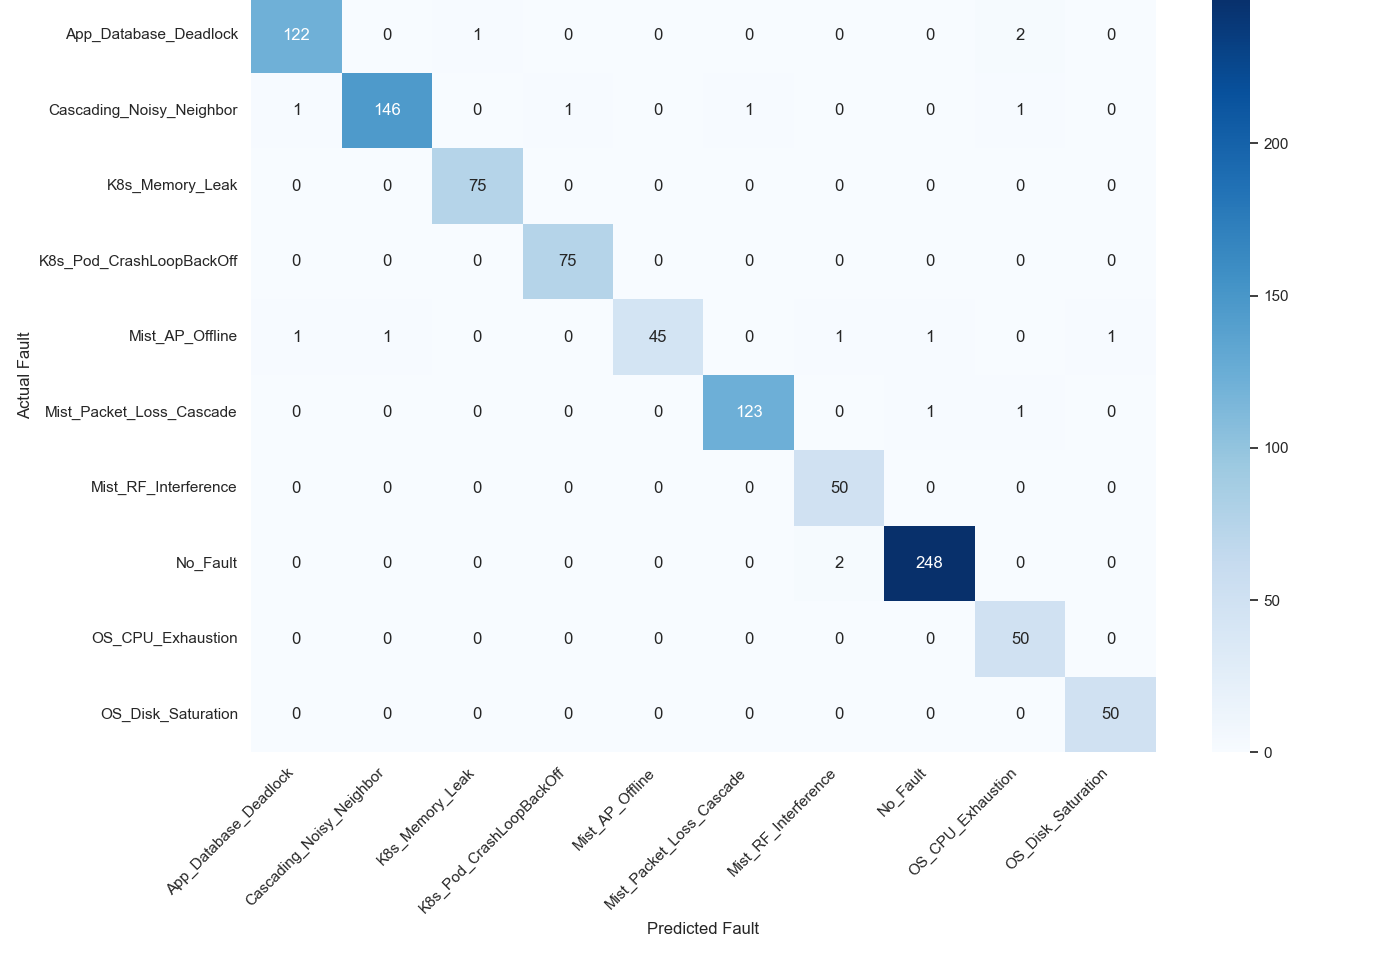 App_Database_Deadlock 122 0 1 0 0 0 0 0 2 0
Cascading_Noisy_Neighbor 1 146 0 1 0 1 0 0 1 0
K8s_Memory_Leak 0 0 75 0 0 0 0 0 0 0
K8s_Pod_CrashLoopBackOff 0 0 0 75 0 0 0 0 0 0
Mist_AP_Offline 1 1 0 0 45 0 1 1 0 1
Mist_Packet_Loss_Cascade 0 0 0 0 0 123 0 1 1 0
Mist_RF_Interference 0 0 0 0 0 0 50 0 0 0
No_Fault 0 0 0 0 0 0 2 248 0 0
OS_CPU_Exhaustion 0 0 0 0 0 0 0 0 50 0
OS_Disk_Saturation 0 0 0 0 0 0 0 0 0 50
Actual Fault
App_Database_Deadlock
Cascading_Noisy_Neighbor
K8s_Memory_Leak
K8s_Pod_CrashLoopBackOff
Mist_AP_Offline
Mist_Packet_Loss_Cascade
Mist_RF_Interference
No_Fault
OS_CPU_Exhaustion
OS_Disk_Saturation
Predicted Fault
200
150
100
50
0